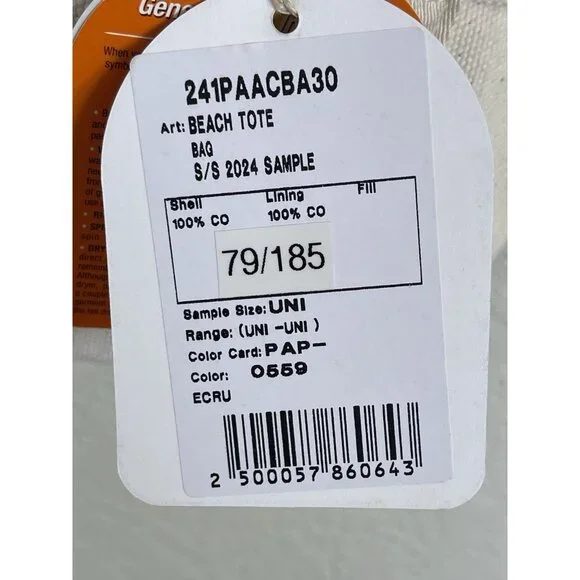 When
241PAACBA30
Art: BEACH TOTE
BAG
S/S 2024 SAMPLE
Shell Lining Fill
100% CO 100% CO
79/185
Sample Size: UNI
Range: (UNI -UNI )
Color Card: PAP-
Color: 0559
ECRU
2 500057 860643